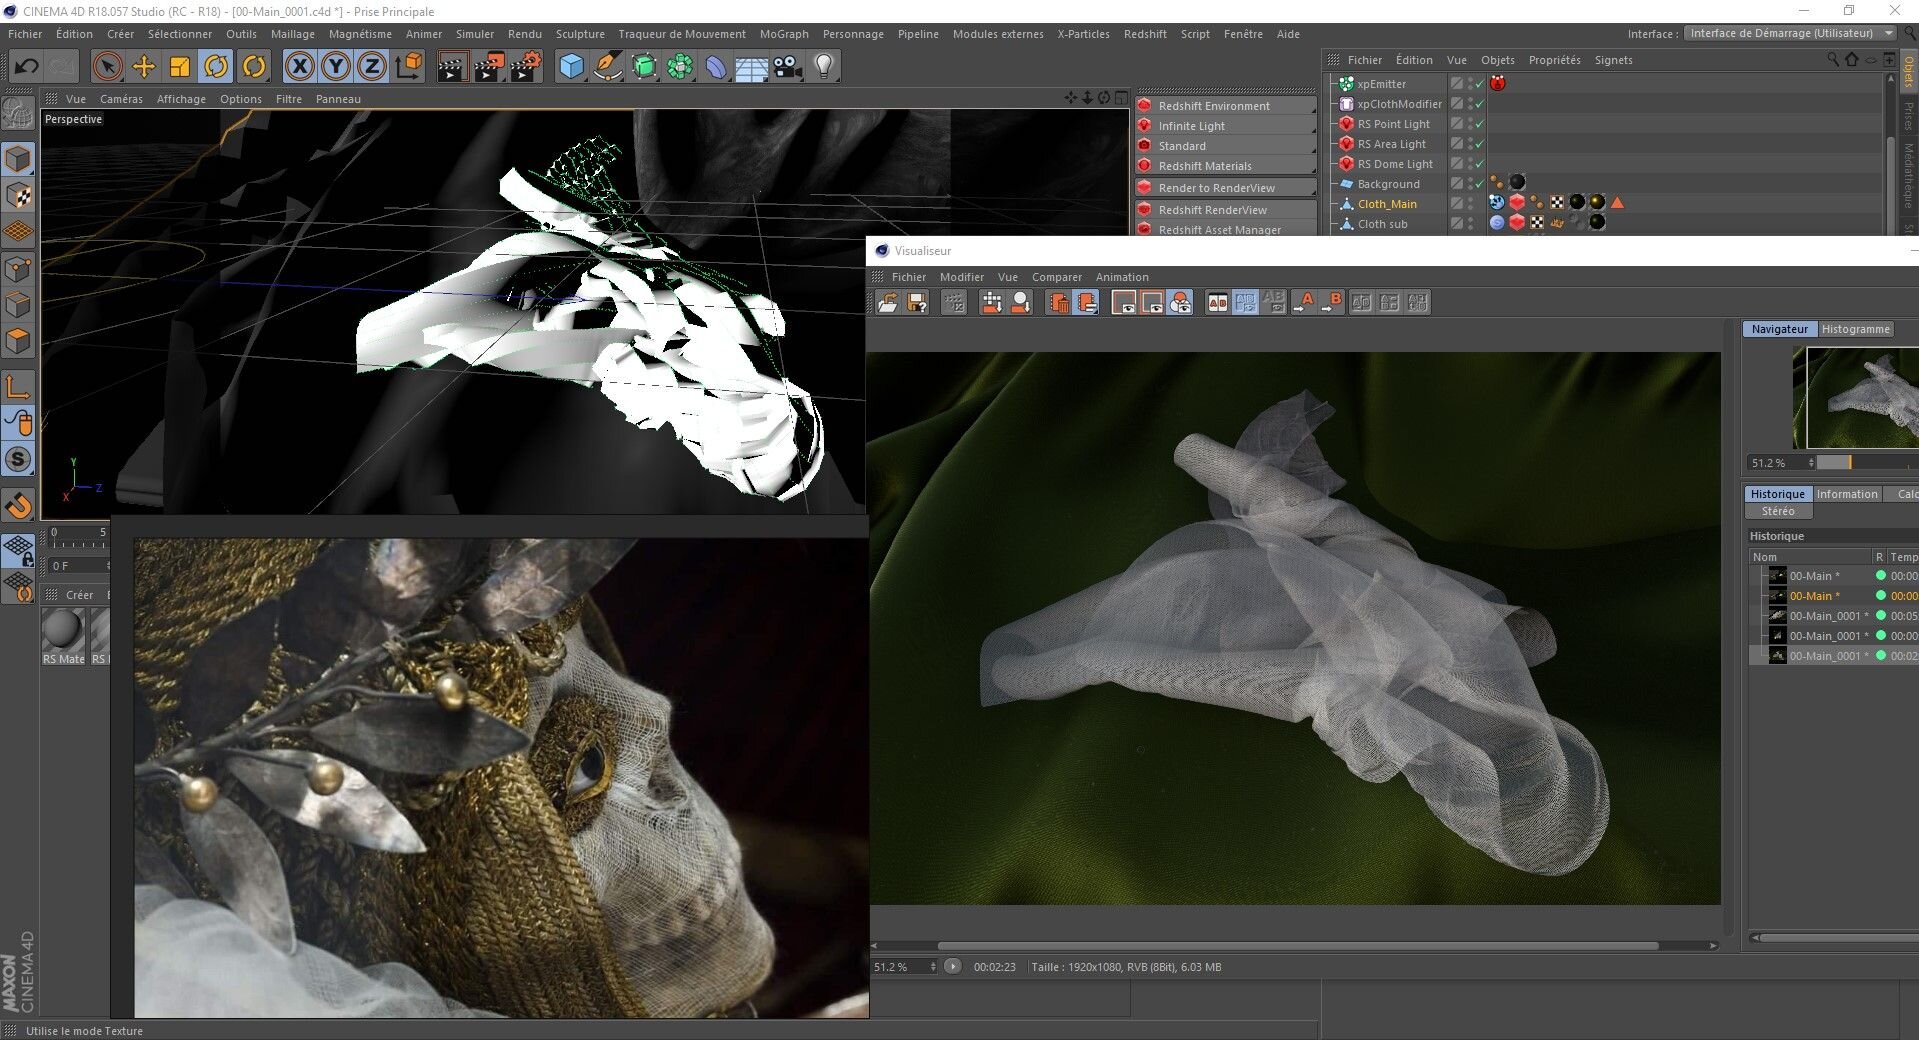 CINEMA 4D R18.057 Studio (RC - R18) - [00-Main_0001.c4d *] - Prise Principale
Fichier Édition Créer Sélectionner Outils Maillage Magnétisme Animer Simuler Rendu Sculpture Traqueur de Mouvement MoGraph Personnage Pipeline Modules externes X-Particles Redshift Script Fenêtre Aide
Interface : Interface de Démarrage (Utilisateur)
X Y Z
Fichier Édition Vue Objets Propriétés Signets
Vue Caméras Affichage Options Filtre Panneau
Perspective
Redshift Environment
Infinite Light
Standard
Redshift Materials
Render to RenderView
Redshift RenderView
Redshift Asset Manager
xpEmitter
xpClothModifier
RS Point Light
RS Area Light
RS Dome Light
Background
Cloth_Main
Cloth sub
Objets
Prises
Médiathèque
St
Visualiseur
Fichier Modifier Vue Comparer Animation
Navigateur Histogramme
51.2 %
Historique Information Calc
Stéréo
Historique
Nom R Temp
00-Main * 00:00
00-Main * 00:00
00-Main_0001 * 00:05
00-Main_0001 * 00:00
00-Main_0001 * 00:02
Y
X Z
0 5
0 F
Créer
RS Mate RS
MAXON
CINEMA 4D
51.2 % 00:02:23 Taille : 1920x1080, RVB (8Bit), 6.03 MB
Utilise le mode Texture